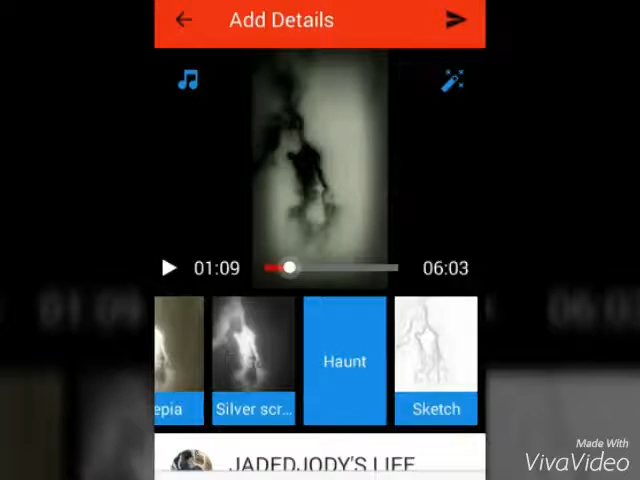 Add Details
01:09
06:03
Haunt
epia
Silver scr...
Sketch
JADEDJODY'S LIFE
Made With
VivaVideo